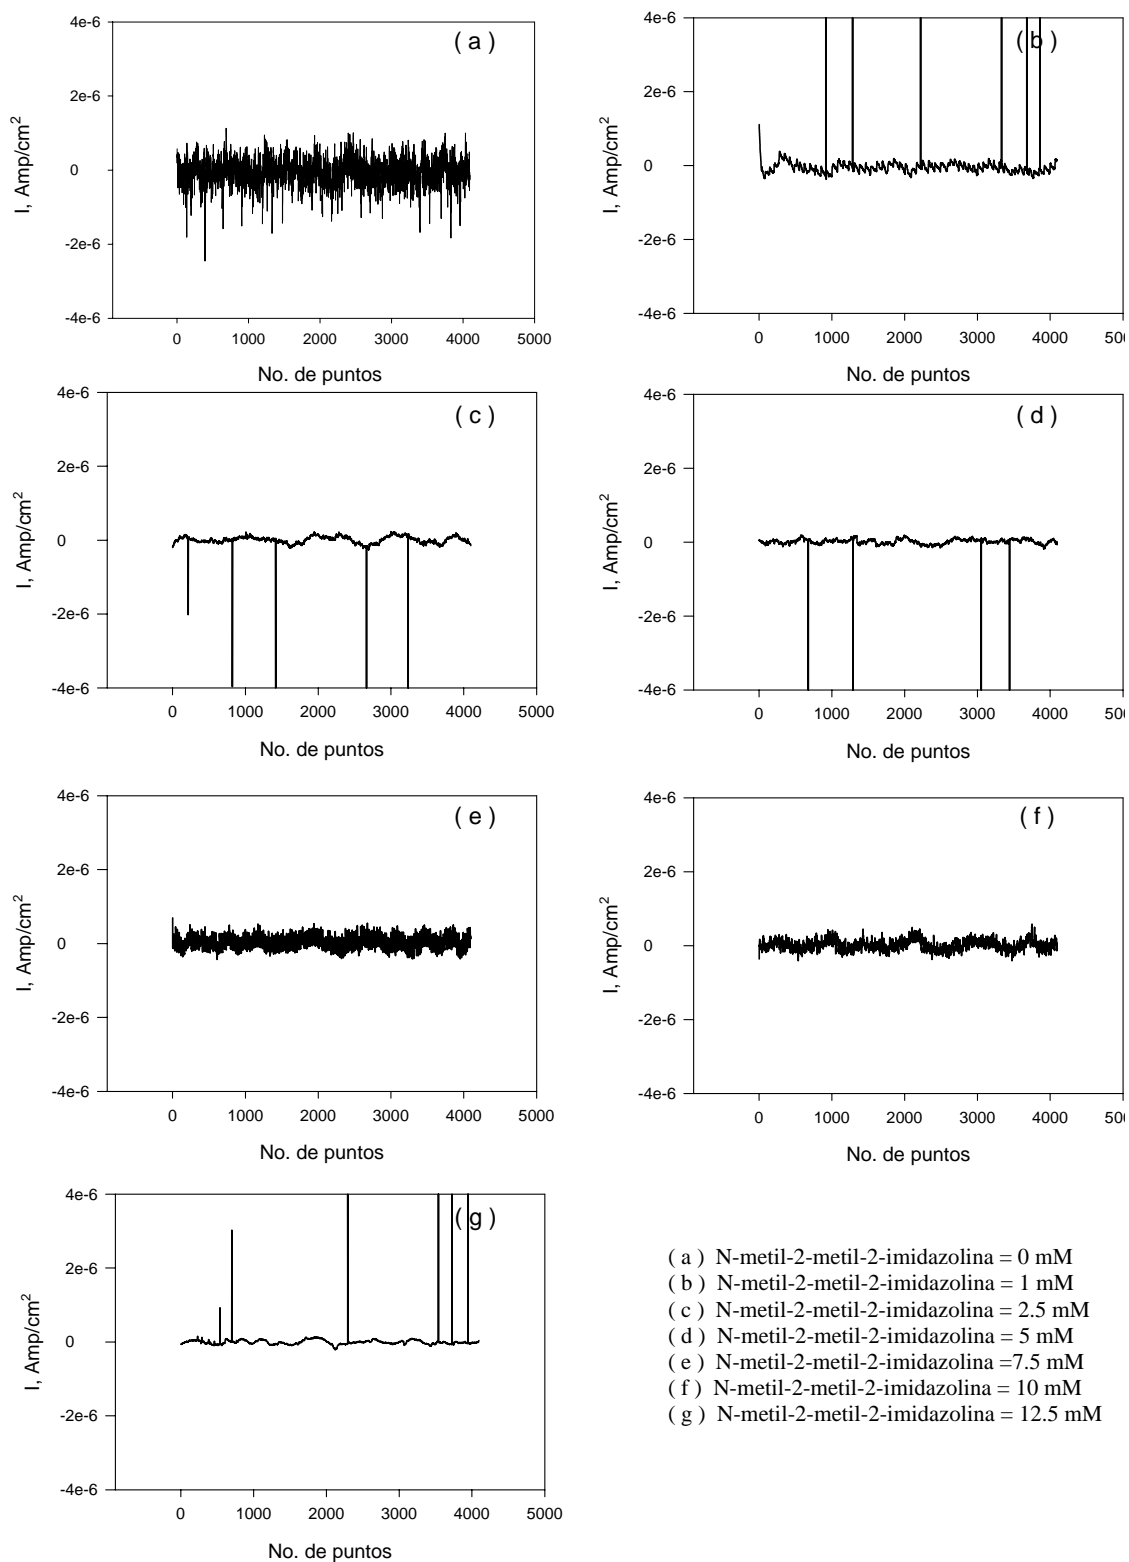 ( a )
4e-6
2e-6
0
-2e-6
-4e-6
I, Amp/cm²
0 1000 2000 3000 4000 5000
No. de puntos
( b )
4e-6
2e-6
0
-2e-6
-4e-6
I, Amp/cm²
0 1000 2000 3000 4000
No. de puntos
( c )
4e-6
2e-6
0
-2e-6
-4e-6
I, Amp/cm²
0 1000 2000 3000 4000 5000
No. de puntos
( d )
4e-6
2e-6
0
-2e-6
-4e-6
I, Amp/cm²
0 1000 2000 3000 4000
No. de puntos
( e )
4e-6
2e-6
0
-2e-6
-4e-6
I, Amp/cm²
0 1000 2000 3000 4000 5000
No. de puntos
( f )
4e-6
2e-6
0
-2e-6
-4e-6
I, Amp/cm²
0 1000 2000 3000 4000
No. de puntos
( g )
4e-6
2e-6
0
-2e-6
-4e-6
I, Amp/cm²
0 1000 2000 3000 4000 5000
No. de puntos
( a ) N-metil-2-metil-2-imidazolina = 0 mM
( b ) N-metil-2-metil-2-imidazolina = 1 mM
( c ) N-metil-2-metil-2-imidazolina = 2.5 mM
( d ) N-metil-2-metil-2-imidazolina = 5 mM
( e ) N-metil-2-metil-2-imidazolina =7.5 mM
( f ) N-metil-2-metil-2-imidazolina = 10 mM
( g ) N-metil-2-metil-2-imidazolina = 12.5 mM